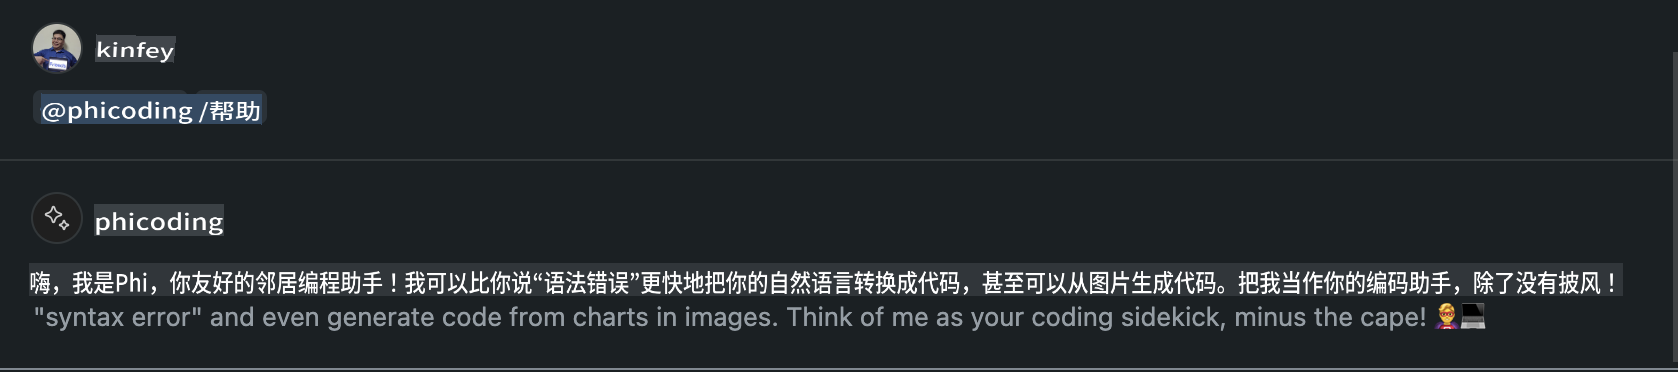 kinfey
@phicoding /帮助
phicoding
嗨，我是Phi，你友好的邻居编程助手！我可以比你说“语法错误”更快地把你的自然语言转换成代码，甚至可以从图片生成代码。把我当作你的编码助手，除了没有披风！
"syntax error" and even generate code from charts in images. Think of me as your coding sidekick, minus the cape! 🦸💻